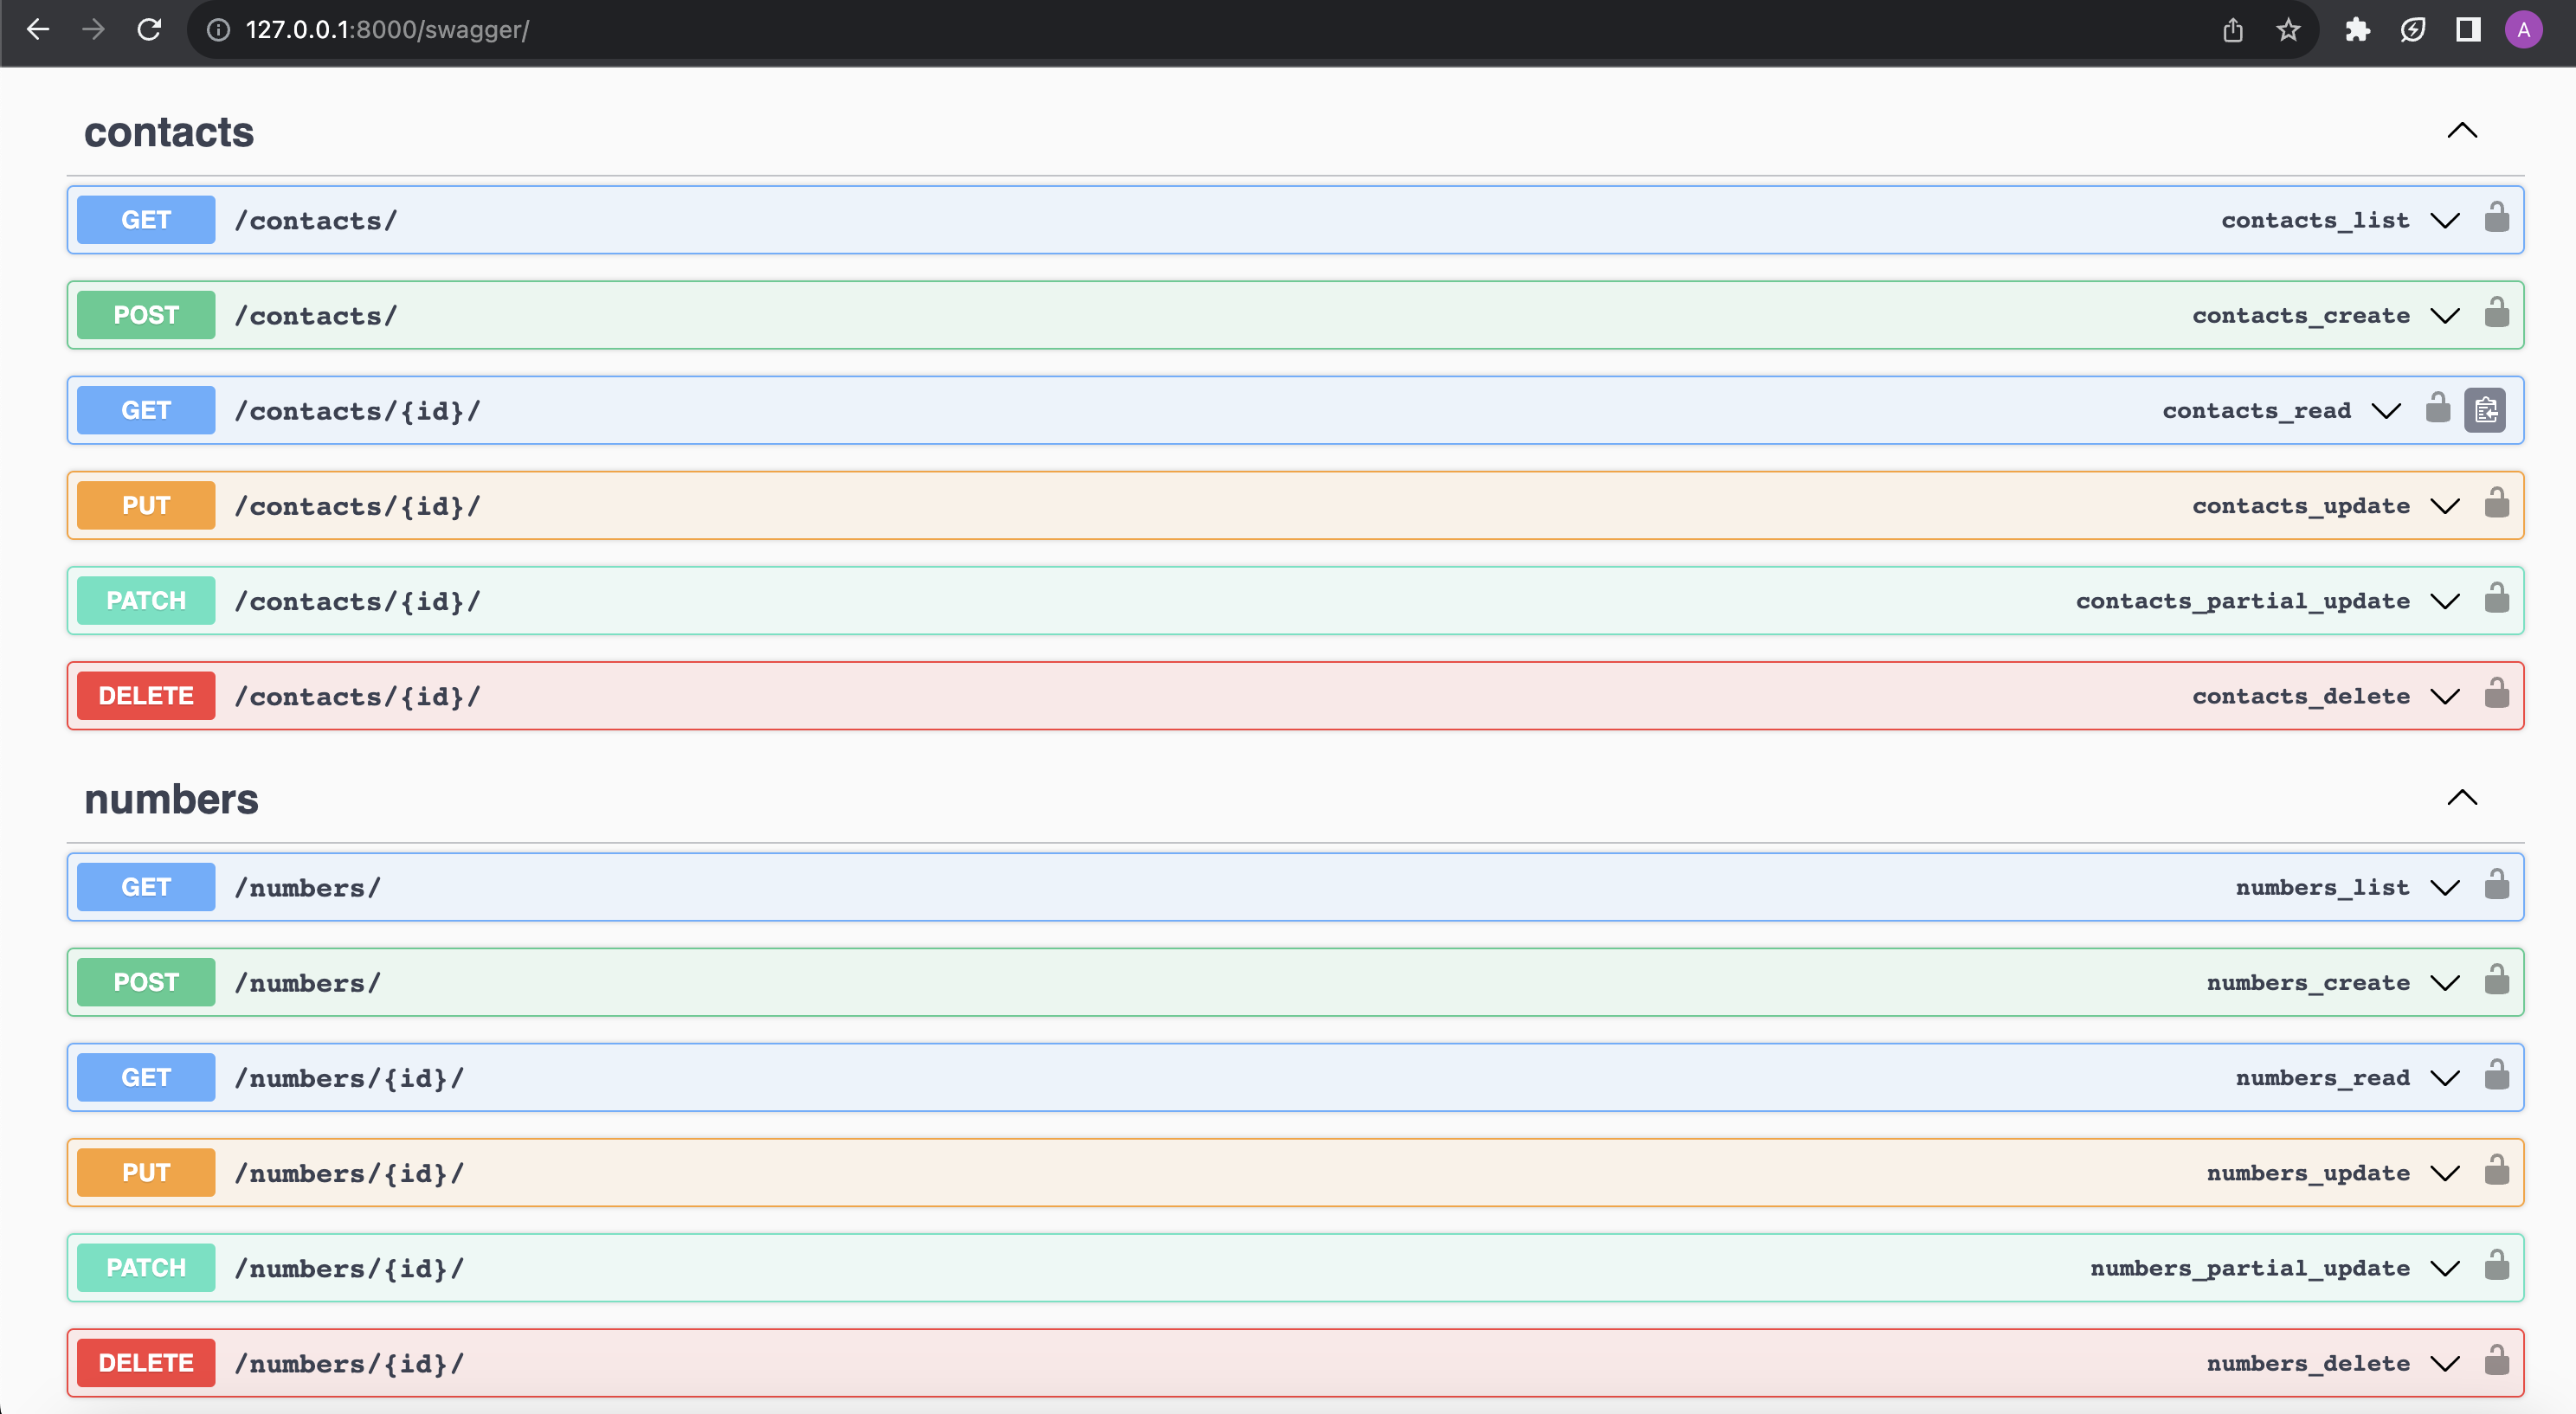 127.0.0.1:8000/swagger/
A
contacts
GET /contacts/ contacts_list
POST /contacts/ contacts_create
GET /contacts/{id}/ contacts_read
PUT /contacts/{id}/ contacts_update
PATCH /contacts/{id}/ contacts_partial_update
DELETE /contacts/{id}/ contacts_delete
numbers
GET /numbers/ numbers_list
POST /numbers/ numbers_create
GET /numbers/{id}/ numbers_read
PUT /numbers/{id}/ numbers_update
PATCH /numbers/{id}/ numbers_partial_update
DELETE /numbers/{id}/ numbers_delete